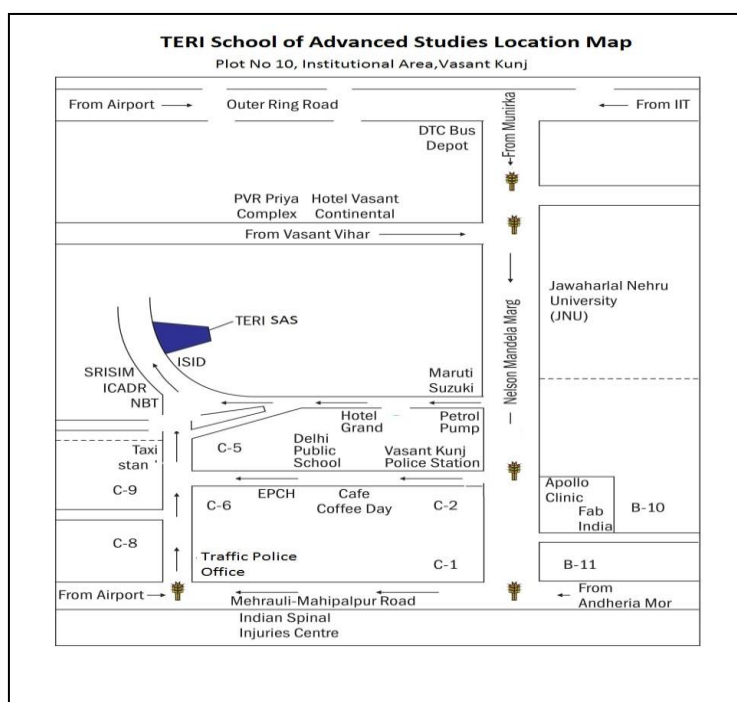 TERI School of Advanced Studies Location Map
Plot No 10, Institutional Area,Vasant Kunj
From Airport
Outer Ring Road
From Munirka
From IIT
DTC Bus
Depot
PVR Priya
Complex
Hotel Vasant
Continental
From Vasant Vihar
Jawaharlal Nehru
University
(JNU)
Nelson Mandela Marg
TERI SAS
ISID
SRISIM
ICADR
NBT
Maruti
Suzuki
Hotel
Grand
Petrol
Pump
Taxi
stan
C-5
Delhi
Public
School
Vasant Kunj
Police Station
Apollo
Clinic
Fab
India
B-10
C-9
C-6
EPCH
Cafe
Coffee Day
C-2
C-8
Traffic Police
Office
C-1
B-11
From Airport
Mehrauli-Mahipalpur Road
From
Andheria Mor
Indian Spinal
Injuries Centre